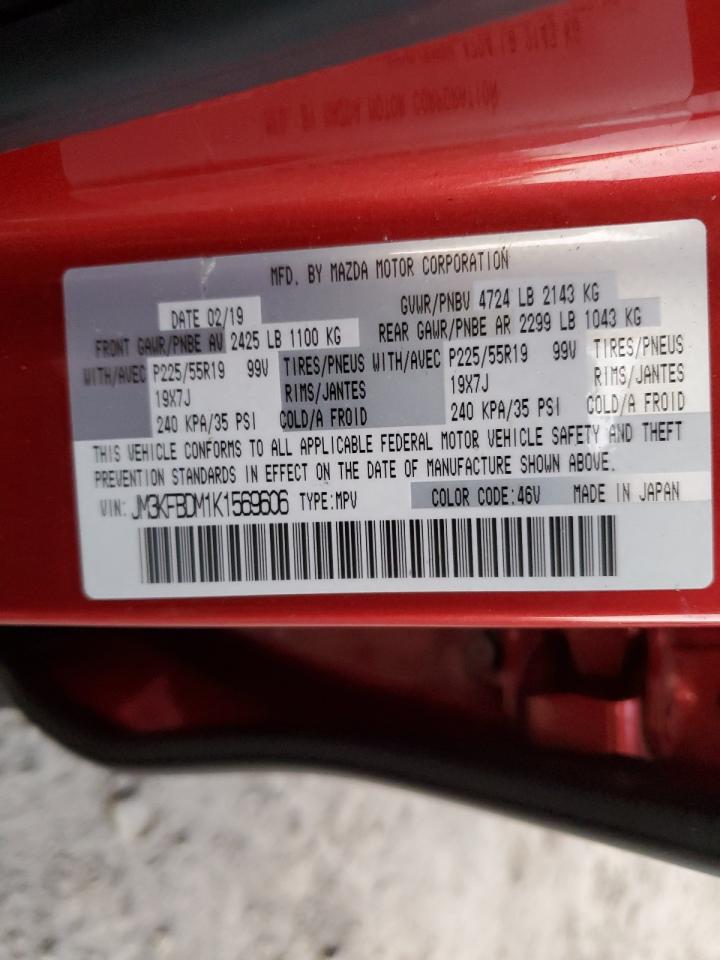 MFD. BY MAZDA MOTOR CORPORATION
DATE 02/19 GVWR/PNBV 4724 LB 2143 KG
FRONT GAWR/PNBE AV 2425 LB 1100 KG REAR GAWR/PNBE AR 2299 LB 1043 KG
WITH/AVEC P225/55R19 99V TIRES/PNEUS WITH/AVEC P225/55R19 99V TIRES/PNEUS
19X7J RIMS/JANTES 19X7J RIMS/JANTES
240 KPA/35 PSI COLD/A FROID 240 KPA/35 PSI COLD/A FROID
THIS VEHICLE CONFORMS TO ALL APPLICABLE FEDERAL MOTOR VEHICLE SAFETY AND THEFT
PREVENTION STANDARDS IN EFFECT ON THE DATE OF MANUFACTURE SHOWN ABOVE.
VIN: JM3KFBDM1K1569606 TYPE:MPV COLOR CODE:46V MADE IN JAPAN